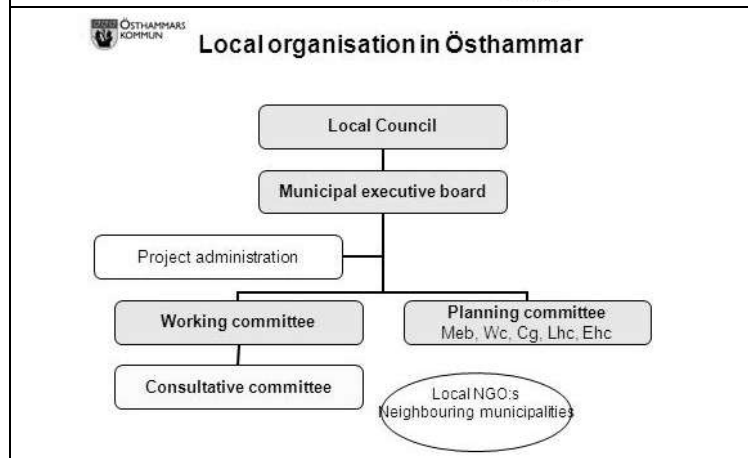 ÖSTHAMMARS
KOMMUN
Local organisation in Östhammar
Local Council
Municipal executive board
Project administration
Working committee
Planning committee
Meb, Wc, Cg, Lhc, Ehc
Consultative committee
Local NGO:s
Neighbouring municipalities